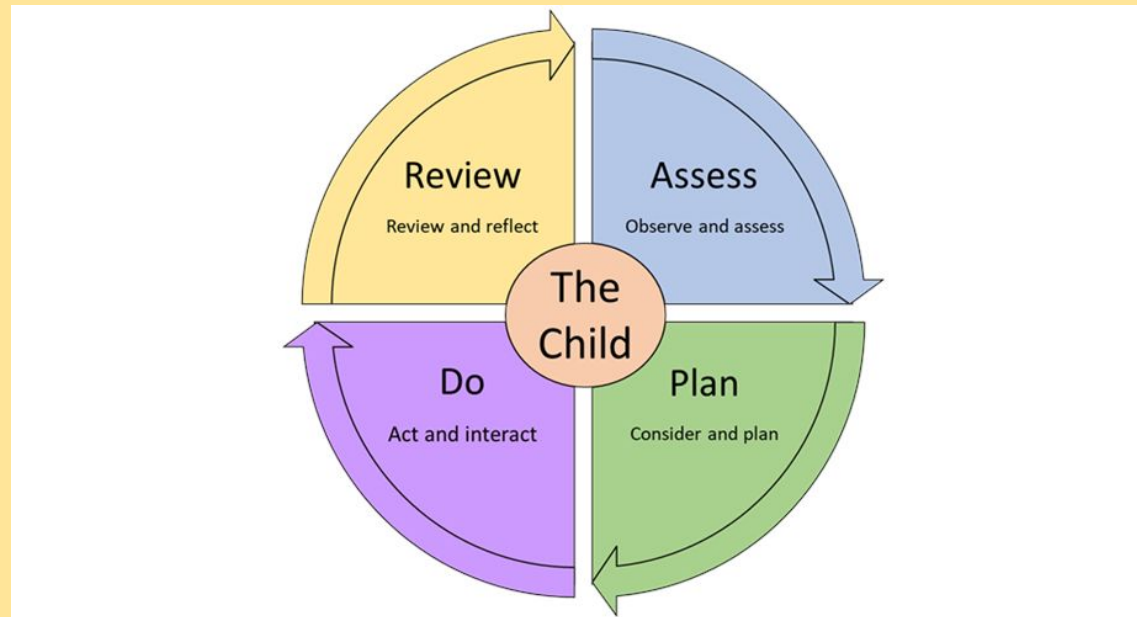 Review
Review and reflect
Assess
Observe and assess
The
Child
Do
Act and interact
Plan
Consider and plan